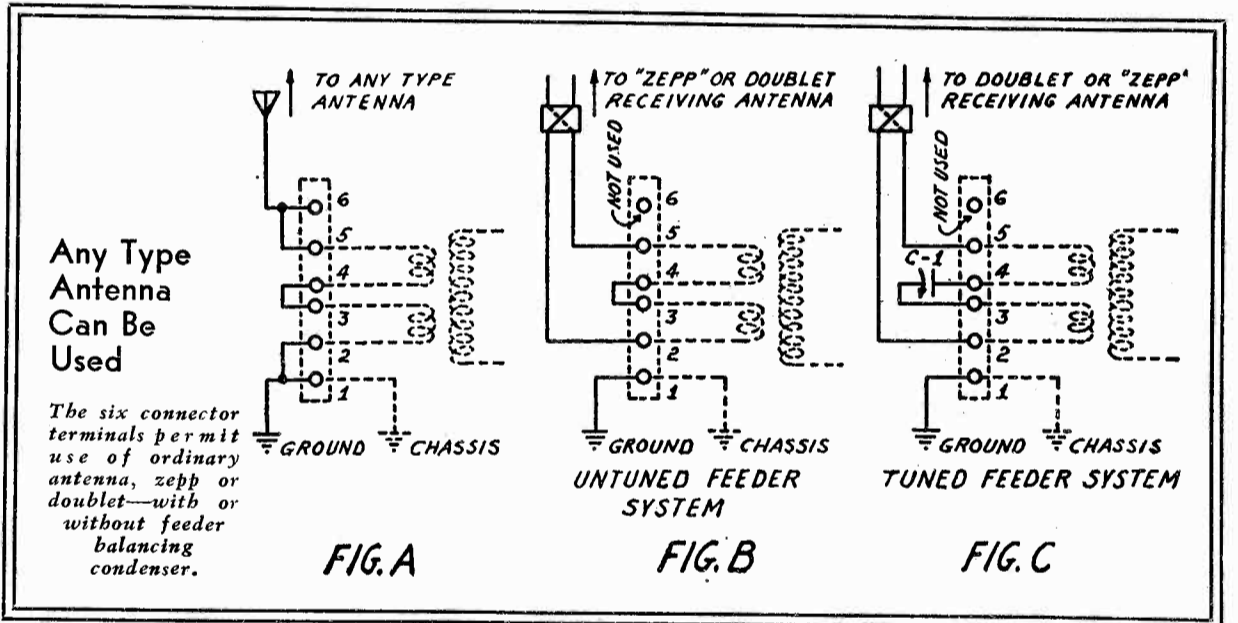 Any Type
Antenna
Can Be
Used
The six connector
terminals permit
use of ordinary
antenna, zepp or
doublet—with or
without feeder
balancing
condenser.
TO ANY TYPE
ANTENNA
6
5
4
3
2
1
GROUND
CHASSIS
FIG. A
TO "ZEPP" OR DOUBLET
RECEIVING ANTENNA
NOT USED
6
5
4
3
2
1
GROUND
CHASSIS
UNTUNED FEEDER
SYSTEM
FIG. B
TO DOUBLET OR "ZEPP"
RECEIVING ANTENNA
NOT USED
6
5
C-1
4
3
2
1
GROUND
CHASSIS
TUNED FEEDER SYSTEM
FIG. C